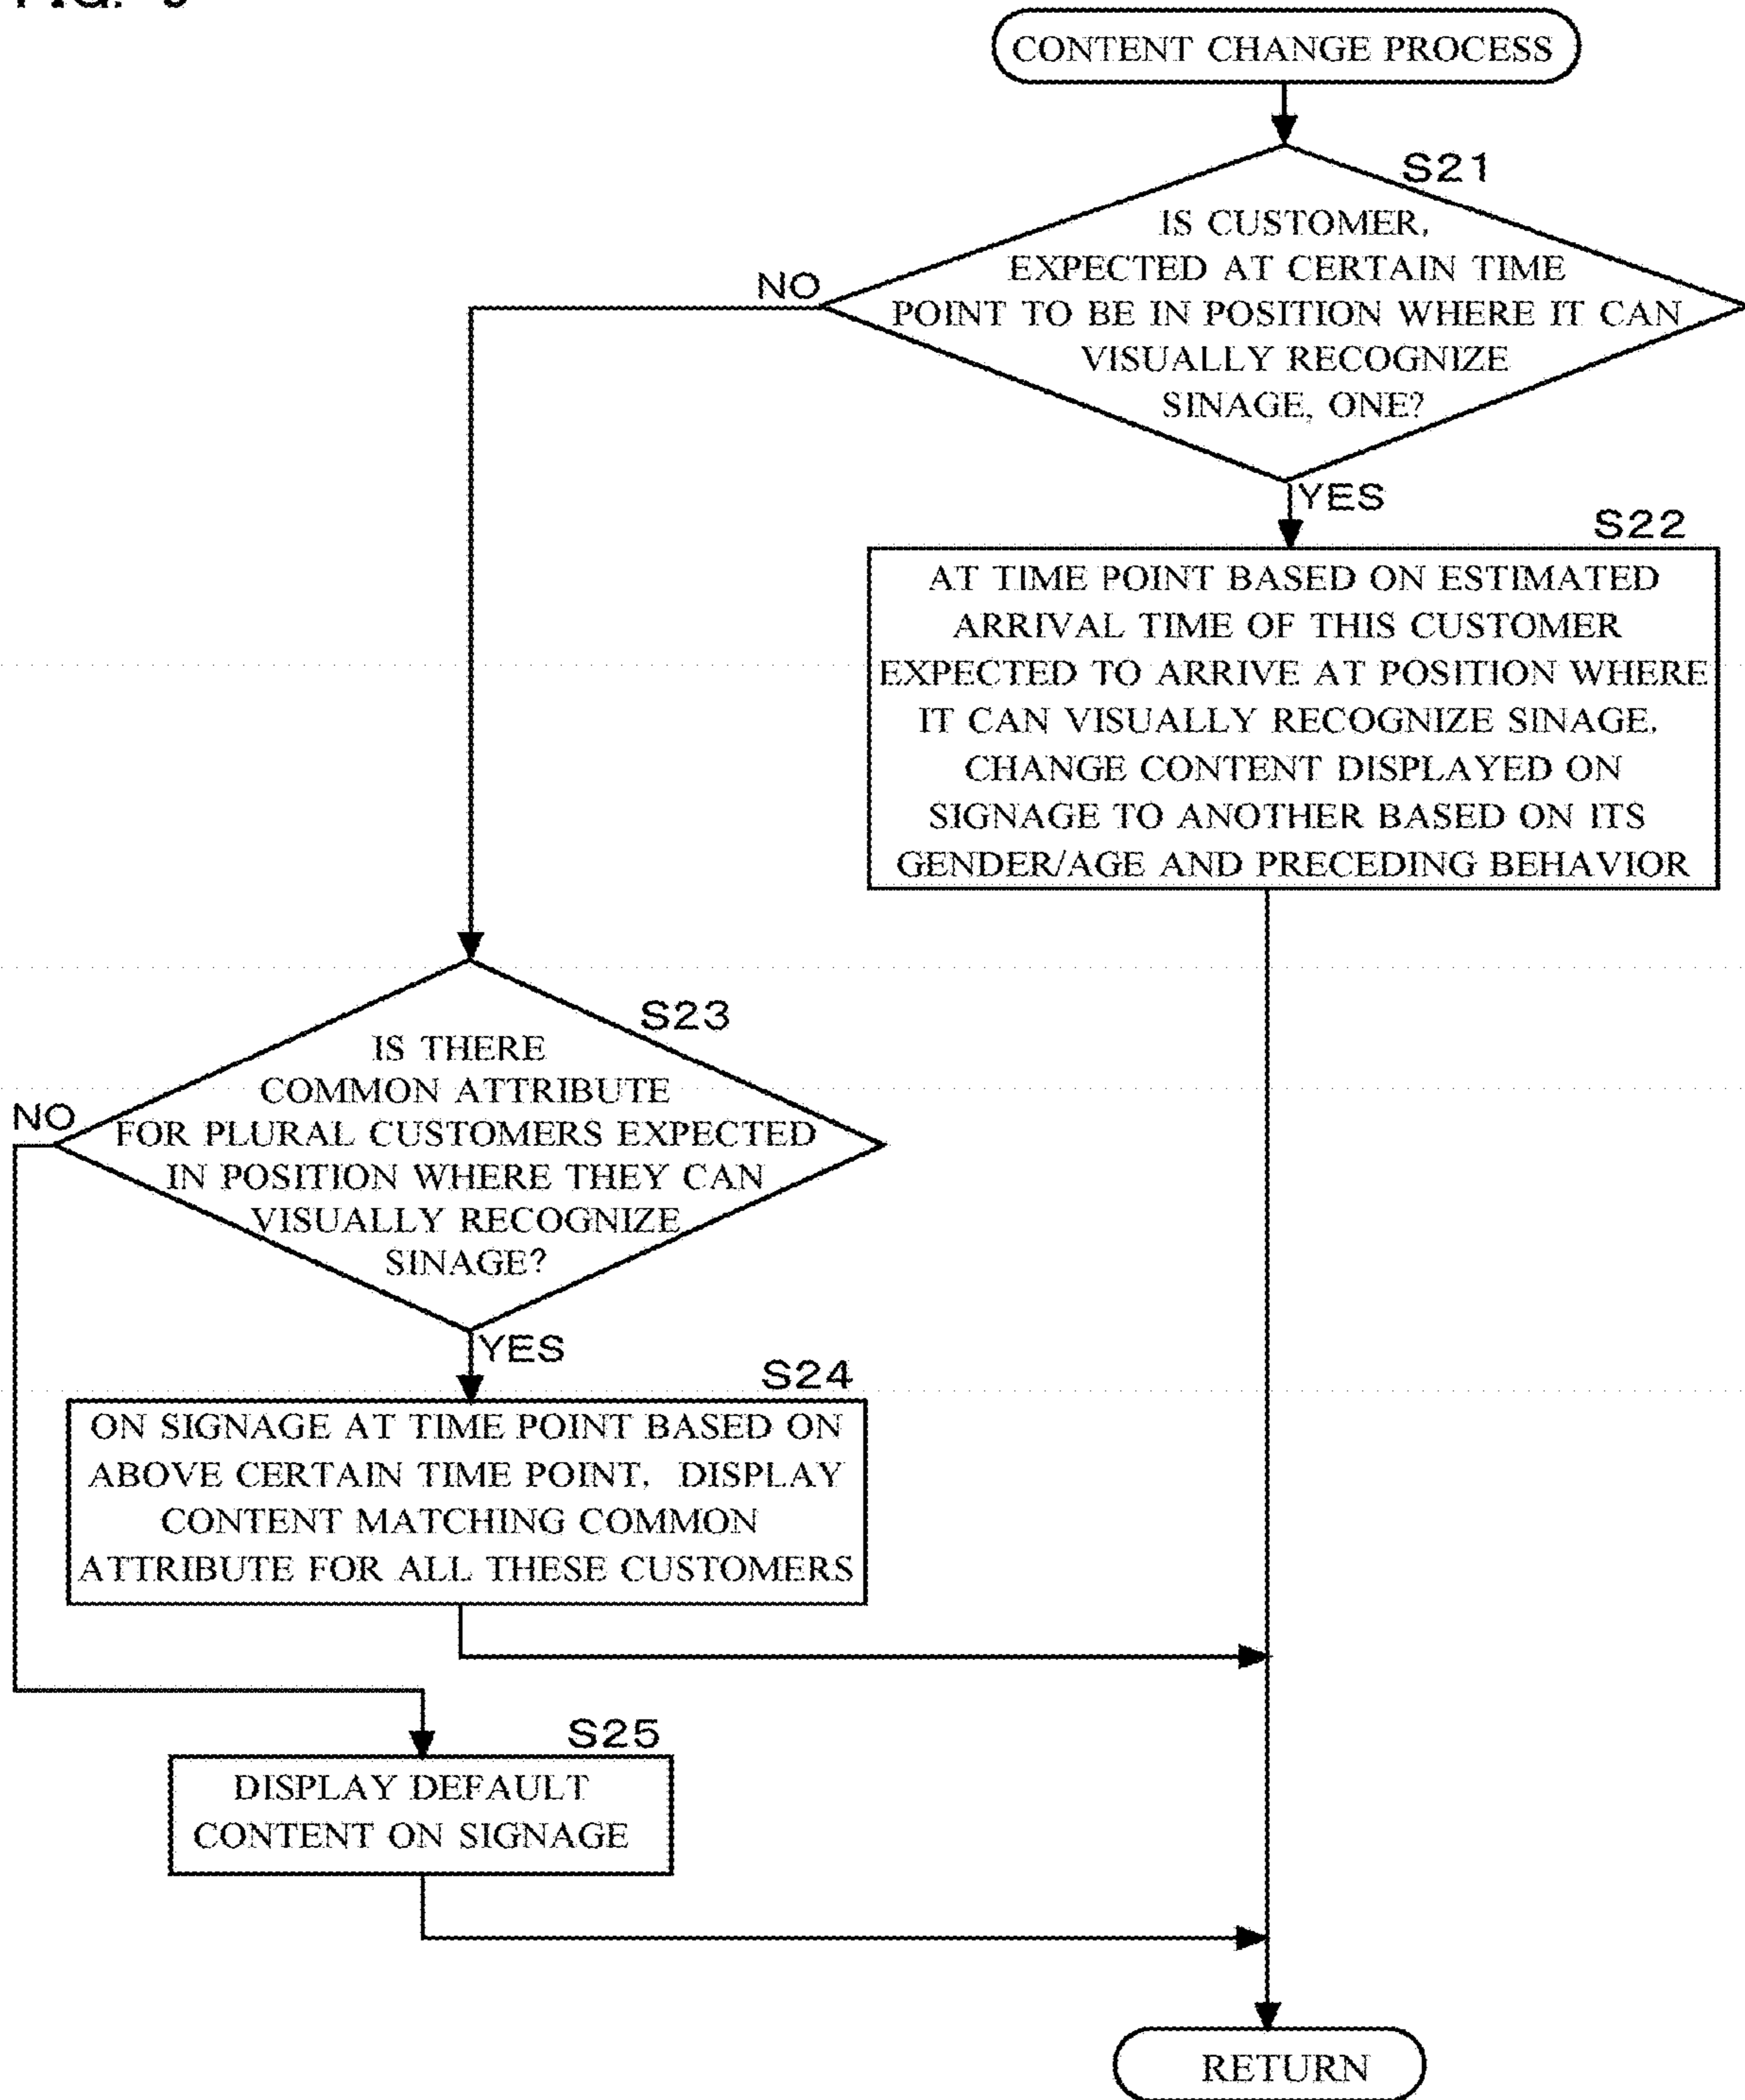 CONTENT CHANGE PROCESS
S21
IS CUSTOMER,
EXPECTED AT CERTAIN TIME
POINT TO BE IN POSITION WHERE IT CAN
VISUALLY RECOGNIZE
SINAGE, ONE?
NO
YES
S22
AT TIME POINT BASED ON ESTIMATED
ARRIVAL TIME OF THIS CUSTOMER
EXPECTED TO ARRIVE AT POSITION WHERE
IT CAN VISUALLY RECOGNIZE SINAGE,
CHANGE CONTENT DISPLAYED ON
SIGNAGE TO ANOTHER BASED ON ITS
GENDER/AGE AND PRECEDING BEHAVIOR
S23
IS THERE
COMMON ATTRIBUTE
FOR PLURAL CUSTOMERS EXPECTED
IN POSITION WHERE THEY CAN
VISUALLY RECOGNIZE
SINAGE?
NO
YES
S24
ON SIGNAGE AT TIME POINT BASED ON
ABOVE CERTAIN TIME POINT, DISPLAY
CONTENT MATCHING COMMON
ATTRIBUTE FOR ALL THESE CUSTOMERS
S25
DISPLAY DEFAULT
CONTENT ON SIGNAGE
RETURN